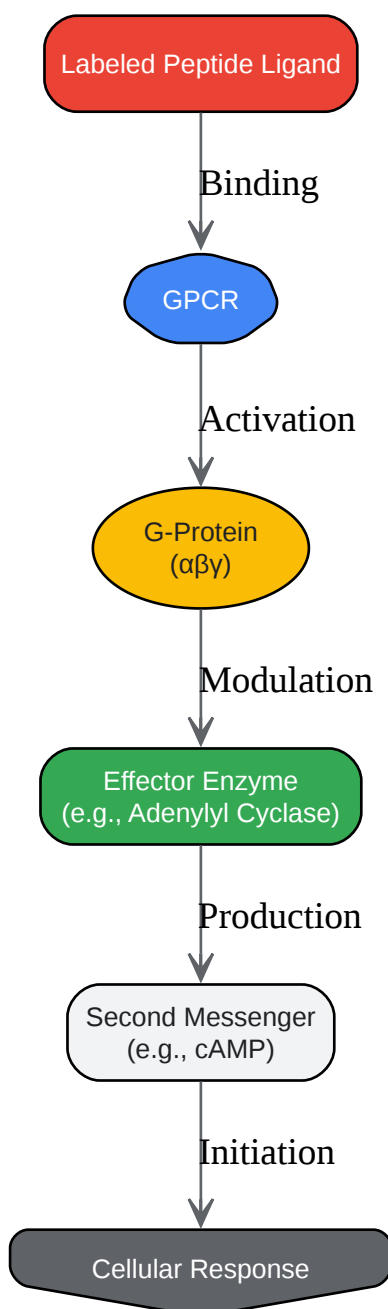 Labeled Peptide Ligand
Binding
GPCR
Activation
G-Protein
(αβγ)
Modulation
Effector Enzyme
(e.g., Adenylyl Cyclase)
Production
Second Messenger
(e.g., cAMP)
Initiation
Cellular Response